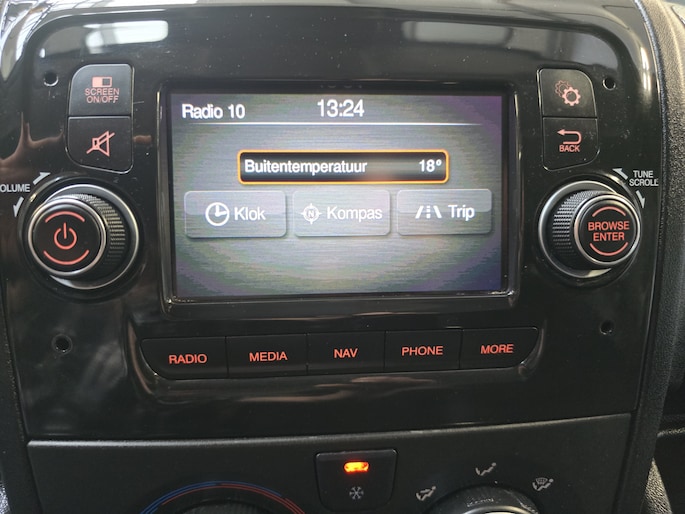 SCREEN
ON/OFF
Radio 10 13:24
BACK
Buitentemperatuur 18°
VOLUME
TUNE
SCROLL
Klok
N Kompas
Trip
BROWSE
ENTER
RADIO
MEDIA
NAV
PHONE
MORE